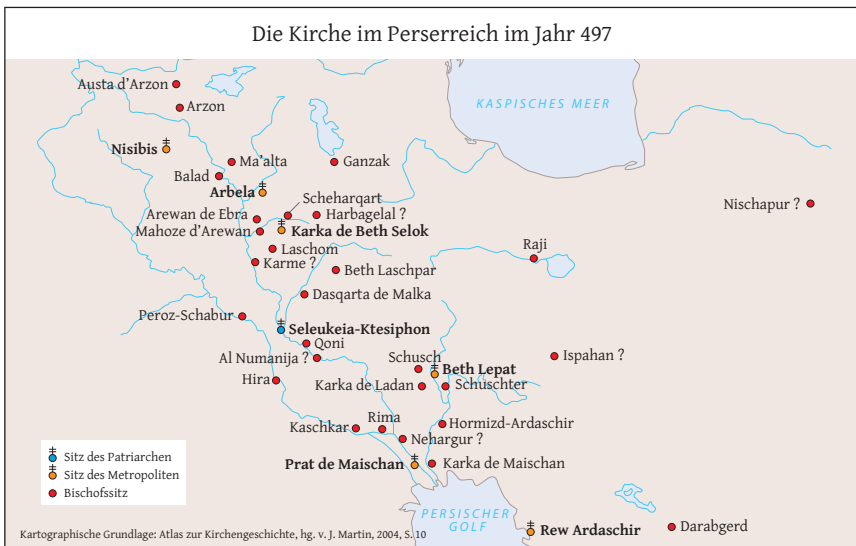 Die Kirche im Perserreich im Jahr 497
Austa d'Arzon
Arzon
KASPISCHES MEER
Nisibis
Ma'alta
Ganzak
Balad
Arbela
Scheharqart
Nischapur ?
Arewan de Ebra
Harbagelal ?
Mahoze d'Arewan
Karka de Beth Selok
Laschom
Raji
Karme ?
Beth Laschpar
Dasqarta de Malka
Peroz-Schabur
Seleukeia-Ktesiphon
Qoni
Al Numanija ?
Schusch
Beth Lepat
Ispahan ?
Hira
Karka de Ladan
Schuschter
Kaschkar
Rima
Hormizd-Ardaschir
Nehargur ?
Prat de Maischan
Karka de Maischan
Sitz des Patriarchen
Sitz des Metropoliten
Bischofssitz
PERSISCHER
GOLF
Rew Ardaschir
Darabgerd
Kartographische Grundlage: Atlas zur Kirchengeschichte, hg. v. J. Martin, 2004, S. 10